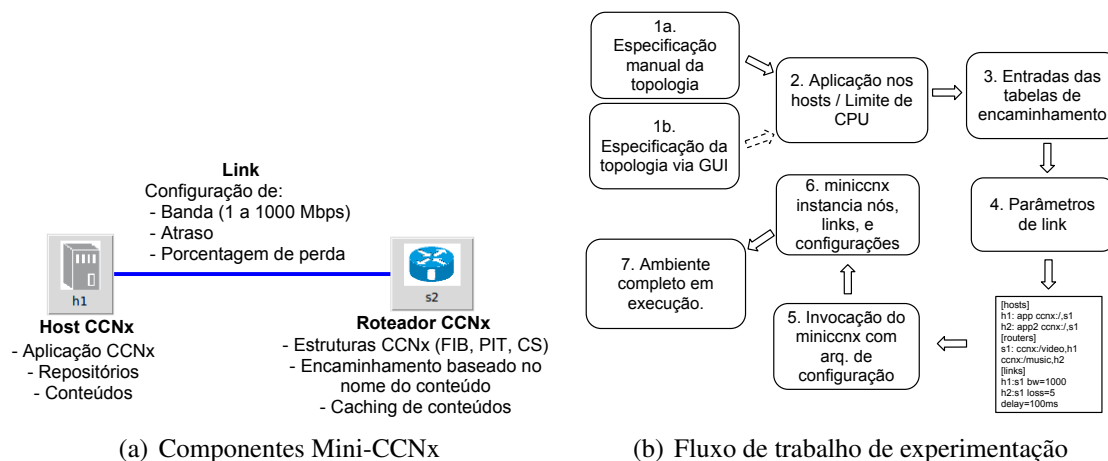 Link
Configuração de:
- Banda (1 a 1000 Mbps)
- Atraso
- Porcentagem de perda
h1
s2
Host CCNx
- Aplicação CCNx
- Repositórios
- Conteúdos
Roteador CCNx
- Estruturas CCNx (FIB, PIT, CS)
- Encaminhamento baseado no
nome do conteúdo
- Caching de conteúdos
(a) Componentes Mini-CCNx
1a.
Especificação
manual da
topologia
1b.
Especificação da
topologia via GUI
2. Aplicação nos
hosts / Limite de
CPU
3. Entradas das
tabelas de
encaminhamento
4. Parâmetros
de link
[hosts]
h1: app ccnx:/,s1
h2: app2 ccnx:/,s1
[routers]
s1: ccnx:/video,h1
ccnx:/music,h2
[links]
h1:s1 bw=1000
h2:s1 loss=5
delay=100ms
5. Invocação do
miniccnx com
arq. de
configuração
6. miniccnx
instancia nós,
links, e
configurações
7. Ambiente
completo em
execução.
(b) Fluxo de trabalho de experimentação